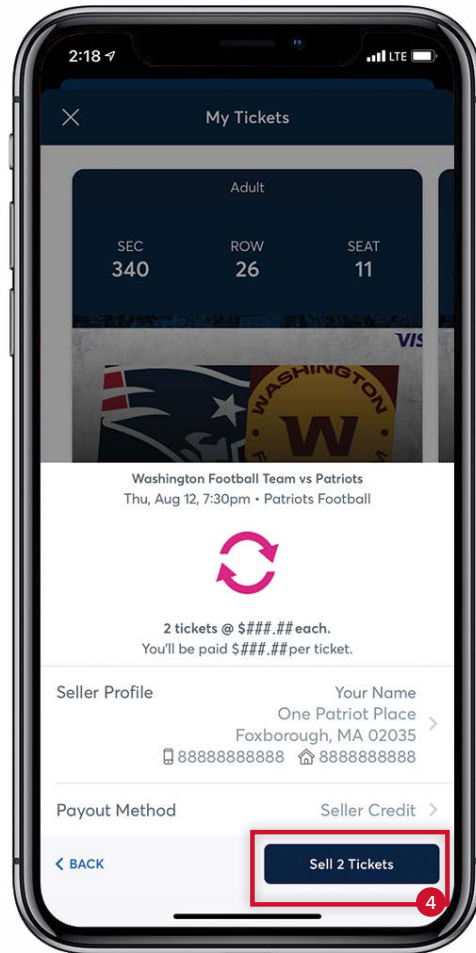 2:18 LTE
My Tickets
Adult
SEC ROW SEAT
340 26 11
VIS
WASHINGTON
W
Washington Football Team vs Patriots
Thu, Aug 12, 7:30pm • Patriots Football
2 tickets @ $###.## each.
You'll be paid $###.## per ticket.
Seller Profile Your Name
One Patriot Place
Foxborough, MA 02035
88888888888 8888888888
Payout Method Seller Credit
BACK Sell 2 Tickets
4